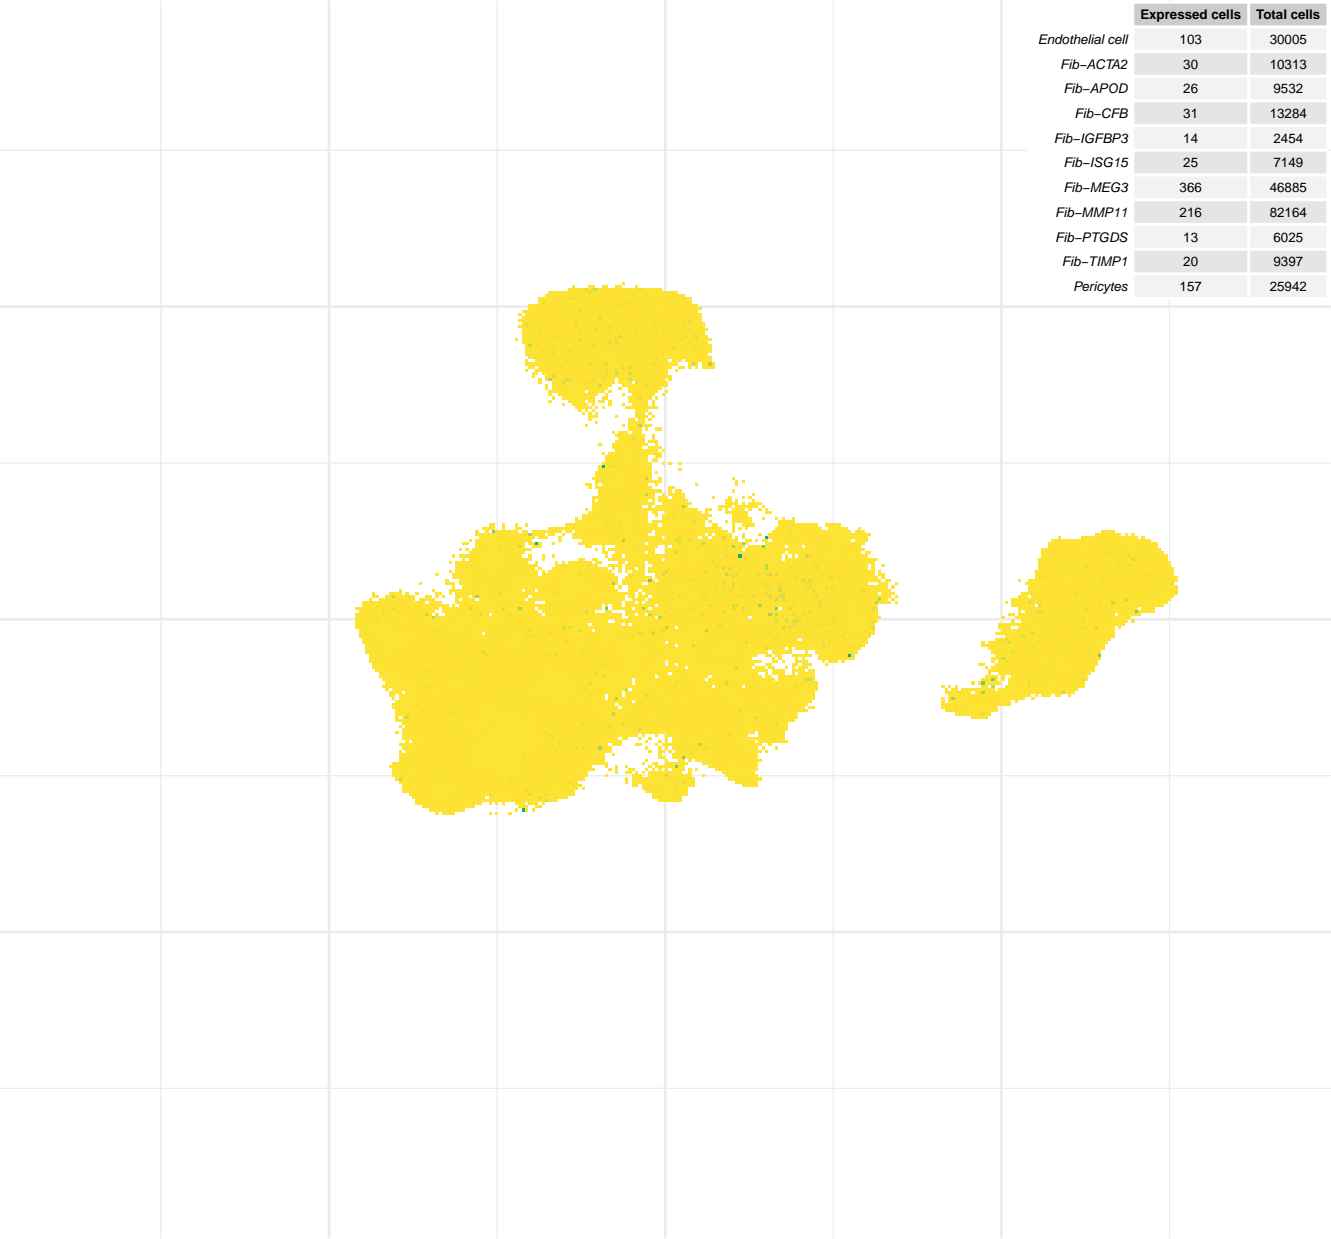 Expressed cells Total cells
Endothelial cell 103 30005
Fib−ACTA2 30 10313
Fib−APOD 26 9532
Fib−CFB 31 13284
Fib−IGFBP3 14 2454
Fib−ISG15 25 7149
Fib−MEG3 366 46885
Fib−MMP11 216 82164
Fib−PTGDS 13 6025
Fib−TIMP1 20 9397
Pericytes 157 25942